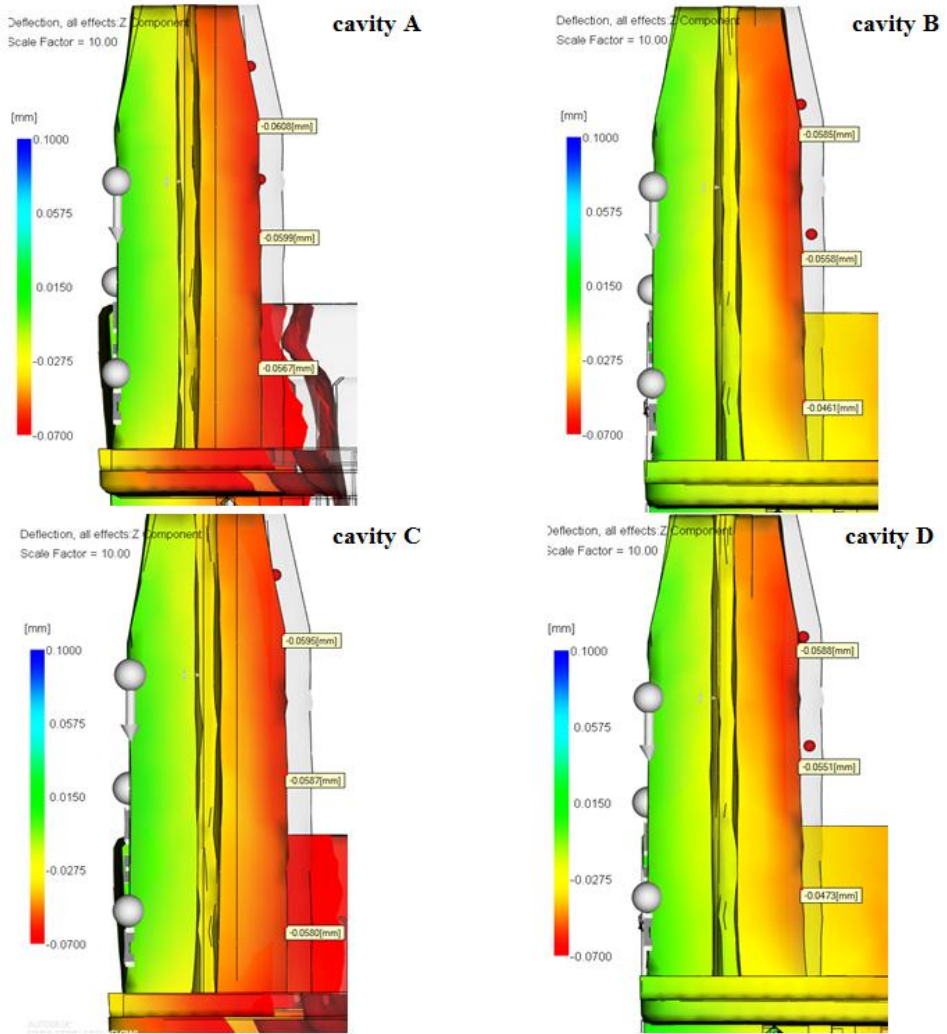 cavity A
Deflection, all effects:Z Component
Scale Factor = 10.00
[mm]
0.1000
0.0575
0.0150
-0.0275
-0.0700
-0.0608[mm]
-0.0599[mm]
-0.0567[mm]
cavity B
Deflection, all effects:Z Component
Scale Factor = 10.00
[mm]
0.1000
0.0575
0.0150
-0.0275
-0.0700
-0.0585[mm]
-0.0558[mm]
-0.0461[mm]
cavity C
Deflection, all effects:Z Component
Scale Factor = 10.00
[mm]
0.1000
0.0575
0.0150
-0.0275
-0.0700
-0.0595[mm]
-0.0587[mm]
-0.0580[mm]
AUTODESK
cavity D
Deflection, all effects:Z Component
Scale Factor = 10.00
[mm]
0.1000
0.0575
0.0150
-0.0275
-0.0700
-0.0588[mm]
-0.0551[mm]
-0.0473[mm]